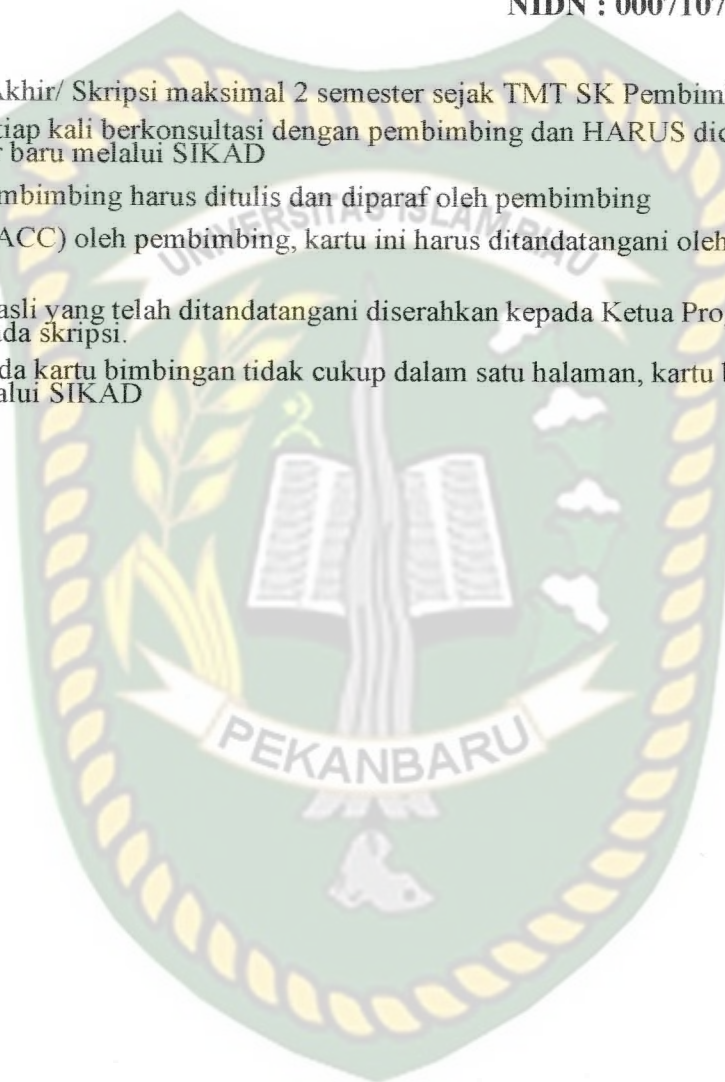 NIDN : 0007107
Akhir/ Skripsi maksimal 2 semester sejak TMT SK Pembim
tiap kali berkonsultasi dengan pembimbing dan HARUS dic
r baru melalui SIKAD
mbimbing harus ditulis dan diparaf oleh pembimbing
ACC) oleh pembimbing, kartu ini harus ditandatangani oleh
UNIVERSITAS ISLAM RIAU
asli yang telah ditandatangani diserahkan kepada Ketua Pro
da skripsi.
da kartu bimbingan tidak cukup dalam satu halaman, kartu
alui SIKAD
PEKANBARU